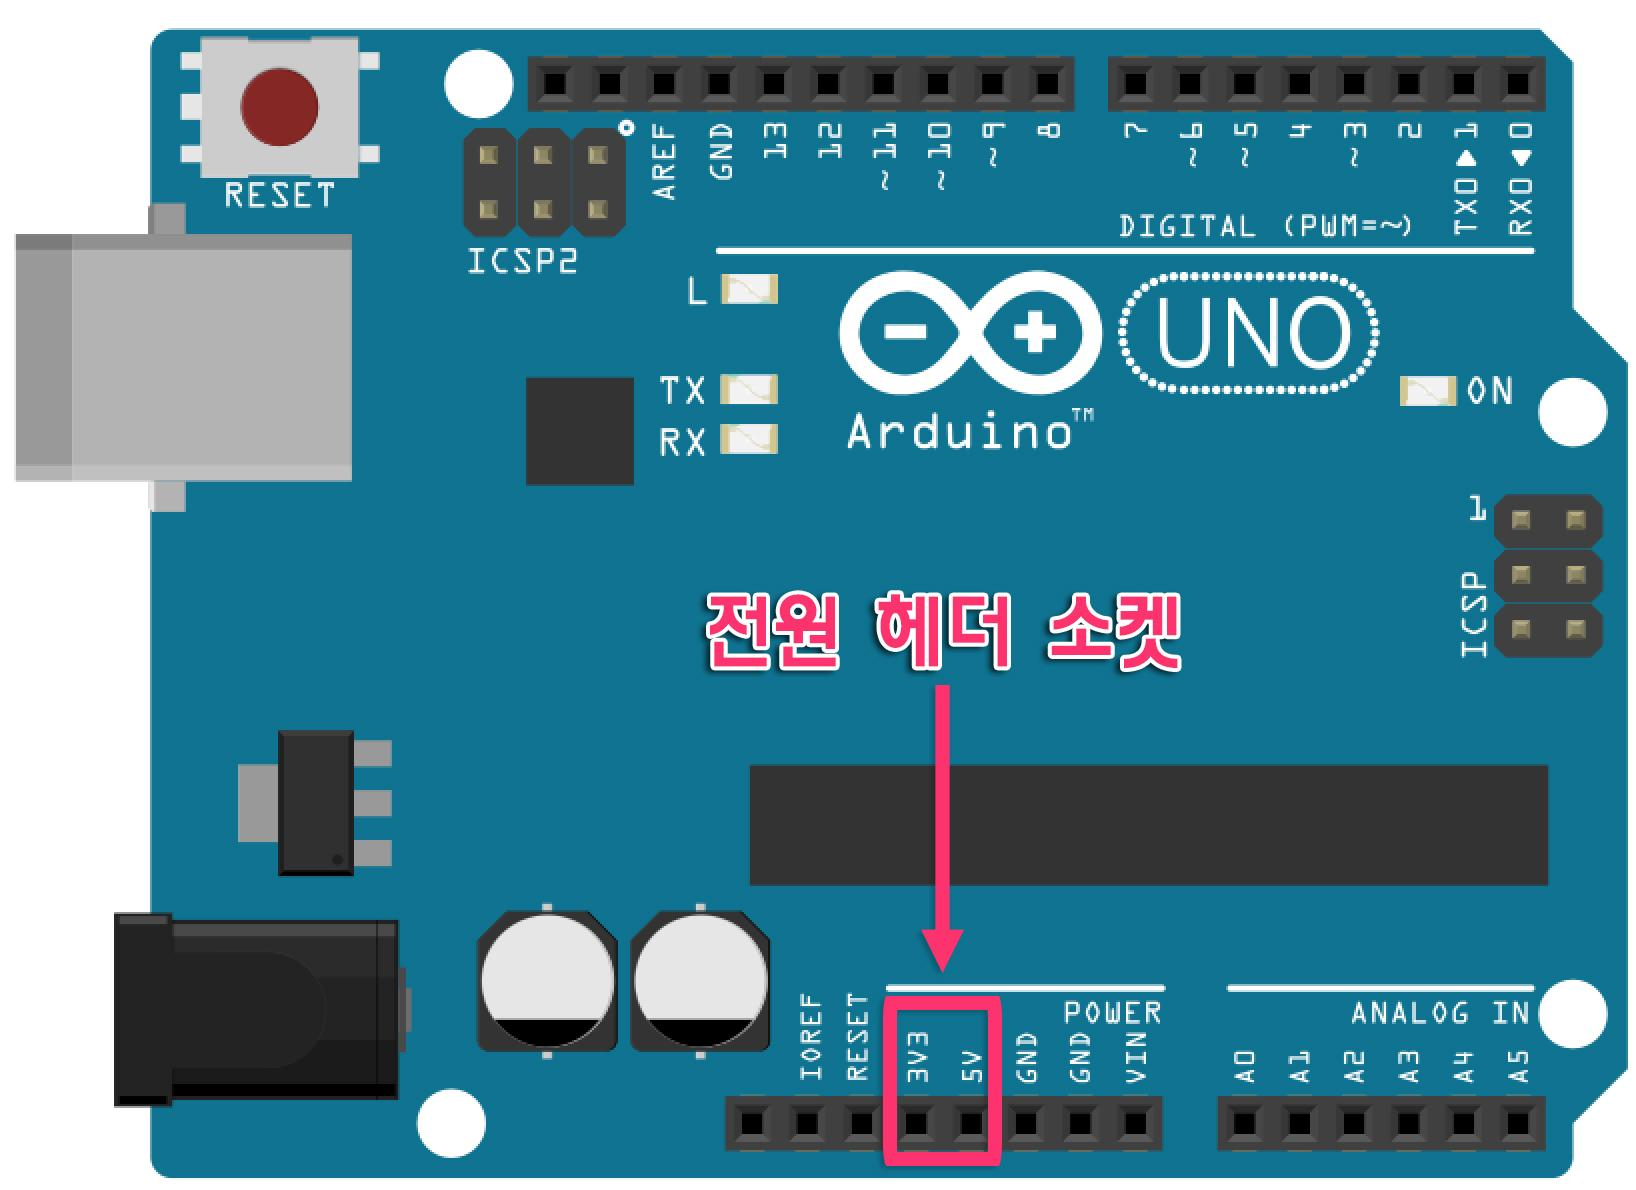 RESET
ICSP2
AREF
GND
13
12
~11
~10
~9
8
7
~6
~5
4
~3
2
TX0▶1
RX0◀0
DIGITAL (PWM=~)
L
TX
RX
Arduino™
UNO
ON
1
ICSP
전원 헤더 소켓
POWER
ANALOG IN
IOREF
RESET
3V3
5V
GND
GND
VIN
A0
A1
A2
A3
A4
A5